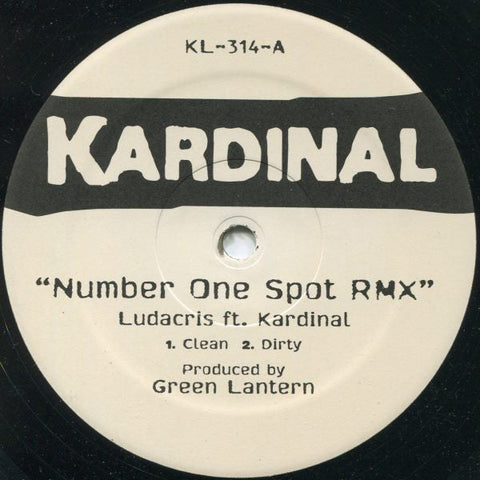 KL-314-A
KARDINAL
"Number One Spot RMX"
Ludacris ft. Kardinal
1. Clean 2. Dirty
Produced by
Green Lantern